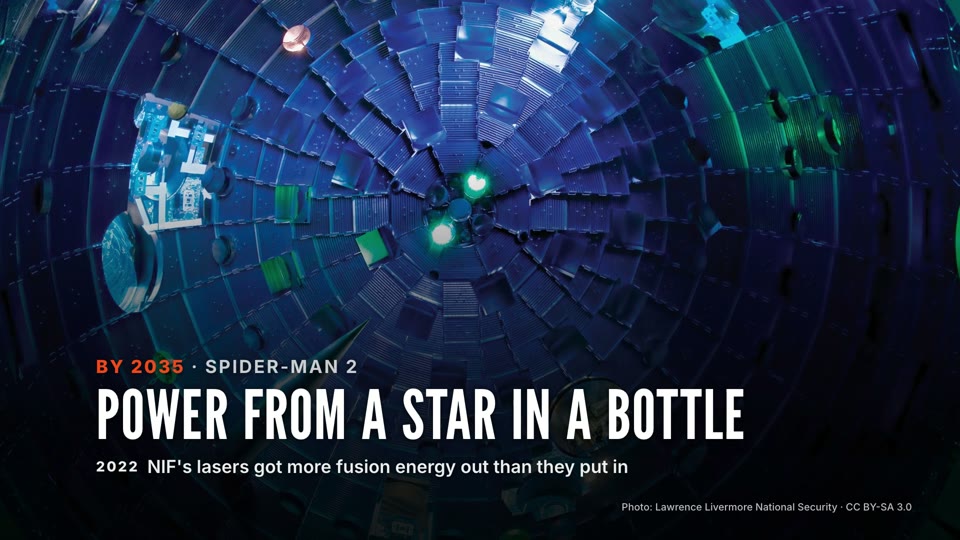 BY 2035 · SPIDER-MAN 2
POWER FROM A STAR IN A BOTTLE
2022 NIF's lasers got more fusion energy out than they put in
Photo: Lawrence Livermore National Security · CC BY-SA 3.0